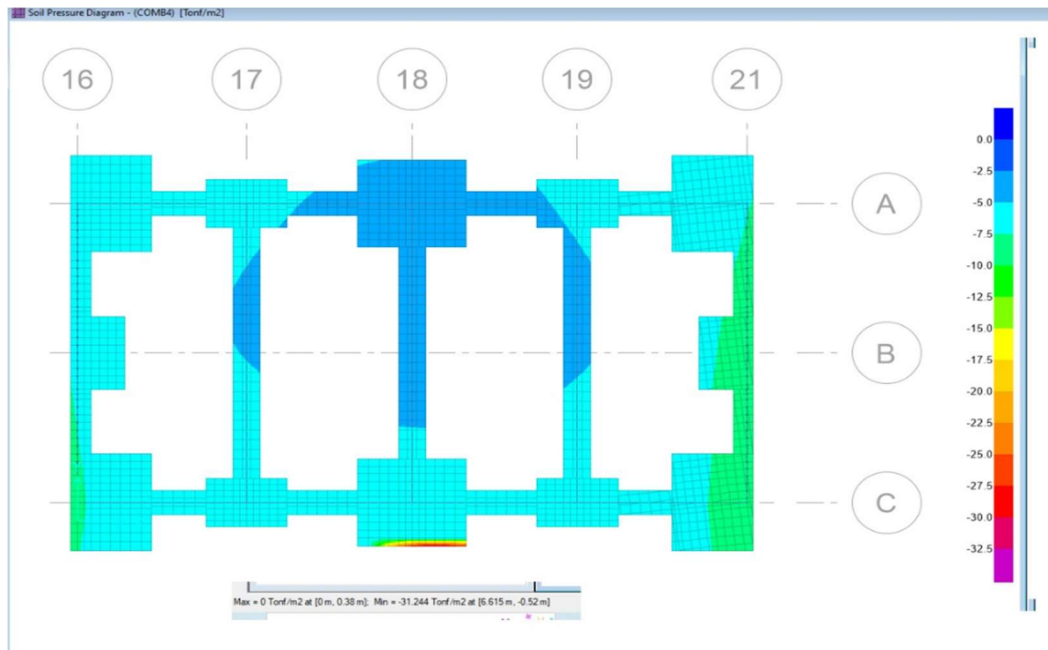 Soil Pressure Diagram - (COMB4) [Tonf/m2]
16 17 18 19 21
A
B
C
0.0
-2.5
-5.0
-7.5
-10.0
-12.5
-15.0
-17.5
-20.0
-22.5
-25.0
-27.5
-30.0
-32.5
Max = 0 Tonf/m2 at [0 m, 0.38 m]; Min = -31.244 Tonf/m2 at [6.615 m, -0.52 m]